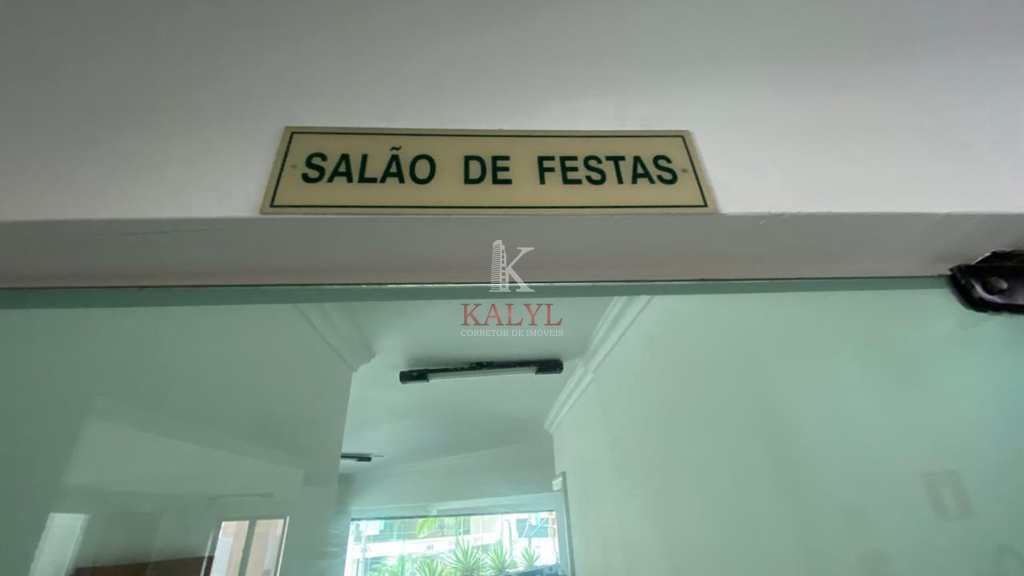 SALÃO DE FESTAS
K
KALYL
CORRETOR DE IMÓVEIS